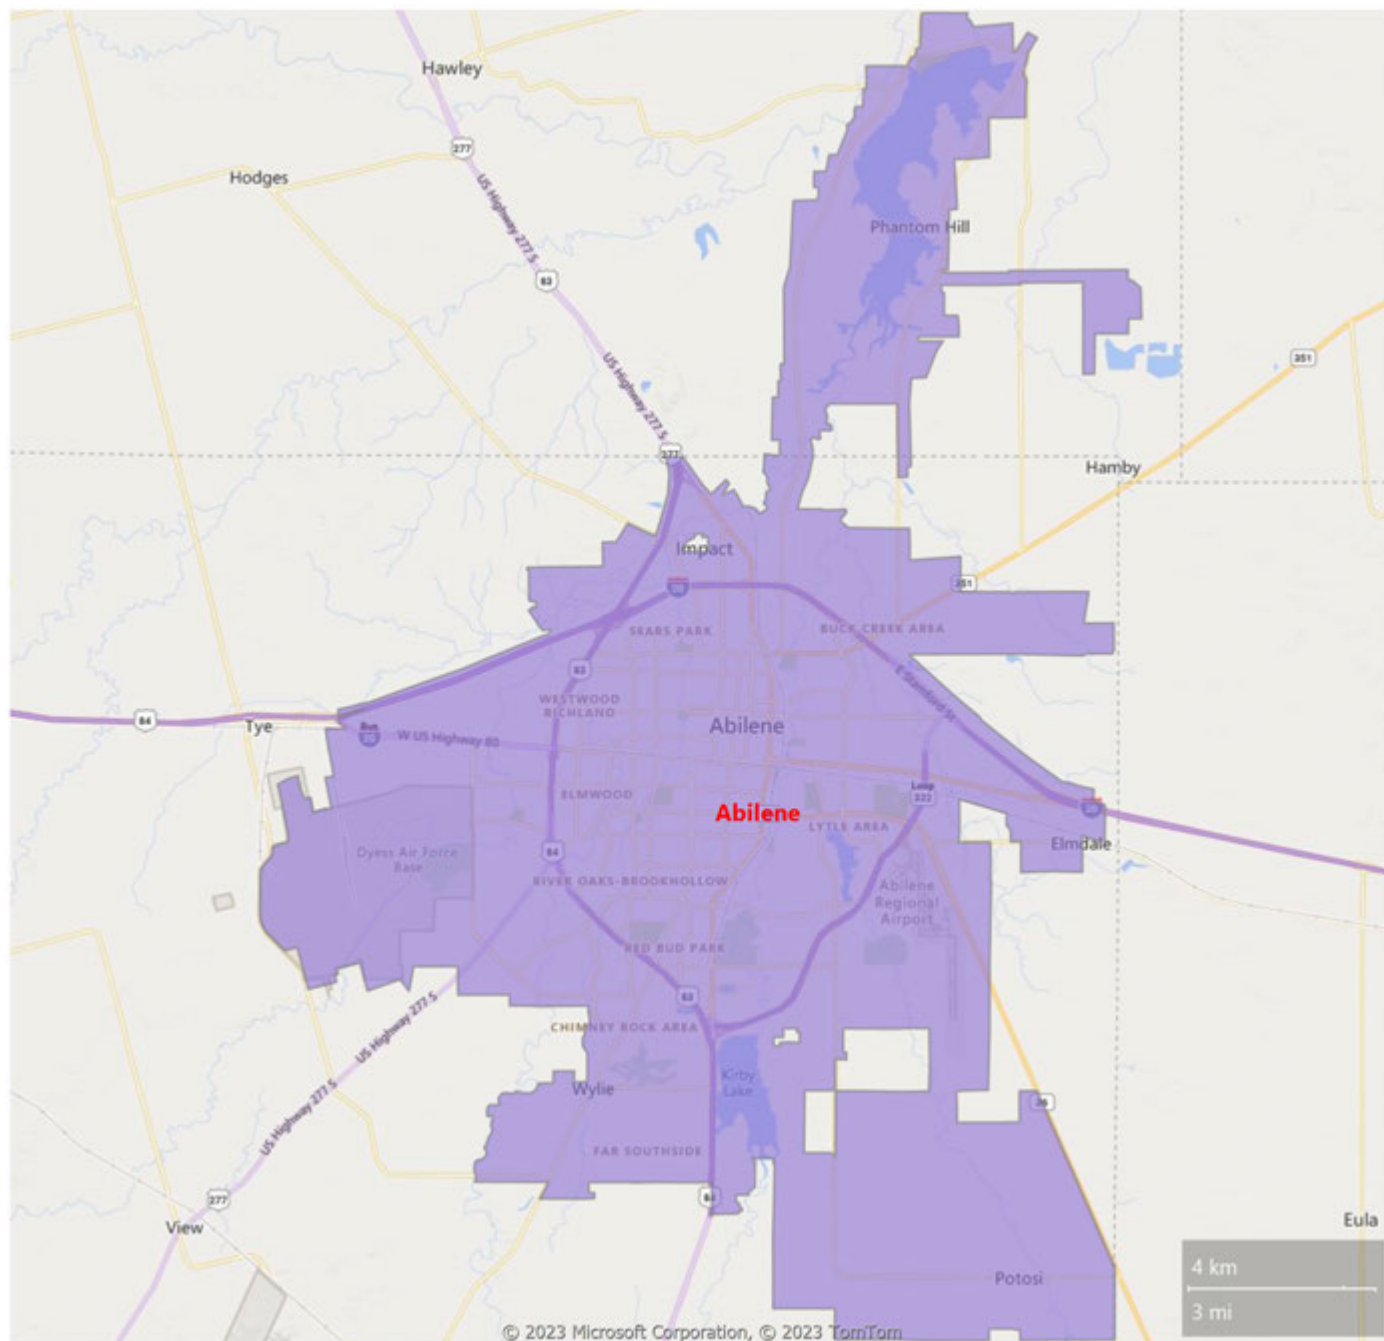 Hawley
277
Hodges
US Highway 277 S
83
Phantom Hill
US Highway 277 S
351
277
Hamby
Impact
20
351
SEARS PARK
BUCK CREEK AREA
83
E Stamford St
WESTWOOD
RICHLAND
84
Tye
Bus
20
W US Highway 80
Abilene
ELMWOOD
Loop
322
Abilene
LYTLE AREA
20
Elmdale
84
Dyess Air Force
Base
RIVER OAKS-BROOKHOLLOW
Abilene
Regional
Airport
RED BUD PARK
83
US Highway 277 S
CHIMNEY ROCK AREA
Kirby
Lake
Wylie
36
US Highway 277 S
FAR SOUTHSIDE
277
84
View
Eula
4 km
Potosi
3 mi
© 2023 Microsoft Corporation, © 2023 TomTom